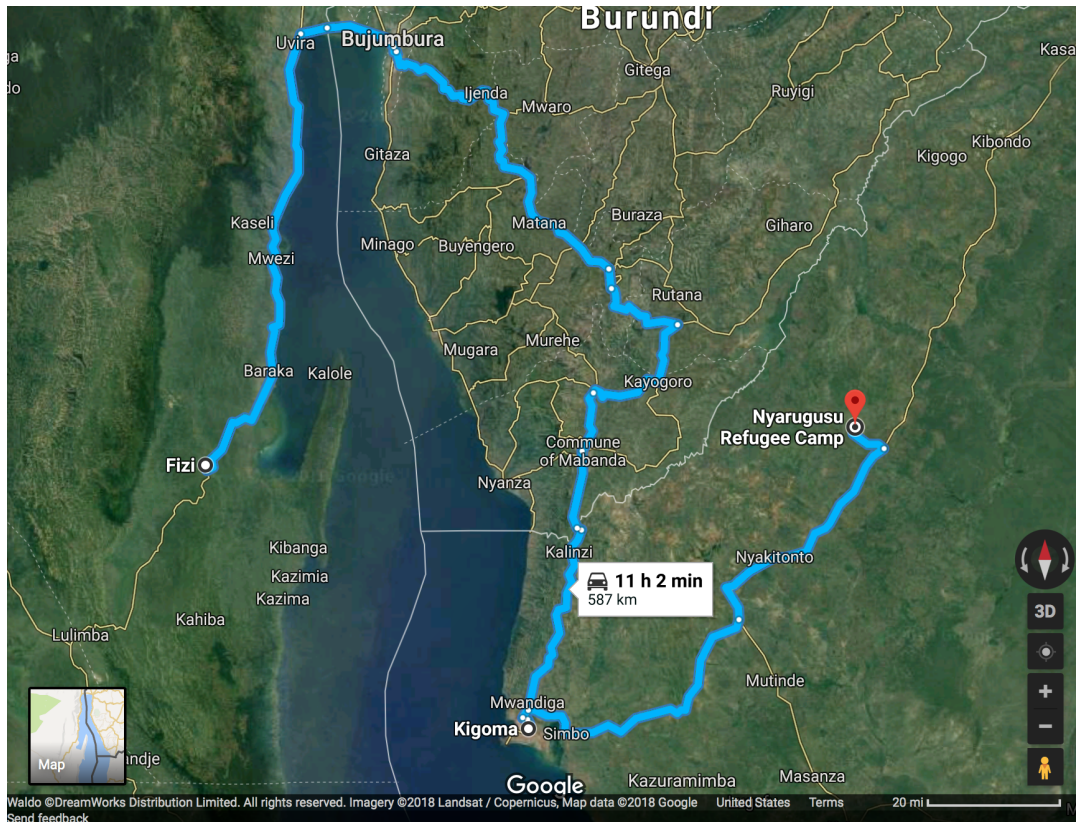 Burundi
Uvira
Bujumbura
Kasa
ga
do
Gitega
Ijenda
Mwaro
Ruyigi
Kibondo
Kigogo
Gitaza
Kaseli
Matana
Buraza
Giharo
Minago
Buyengero
Mwezi
Rutana
Mugara
Murehe
Baraka
Kalole
Kayogoro
Nyarugusu
Refugee Camp
Commune
of Mabanda
Fizi
Nyanza
Kibanga
Kalinzi
Nyakitonto
Kazimia
11 h 2 min
587 km
Kazima
Kahiba
Lulimba
3D
Mutinde
Mwandiga
Kigoma
Simbo
Map
andje
Google
Kazuramimba
Masanza
Waldo ©DreamWorks Distribution Limited. All rights reserved. Imagery ©2018 Landsat / Copernicus, Map data ©2018 Google United States Terms 20 mi
Send feedback